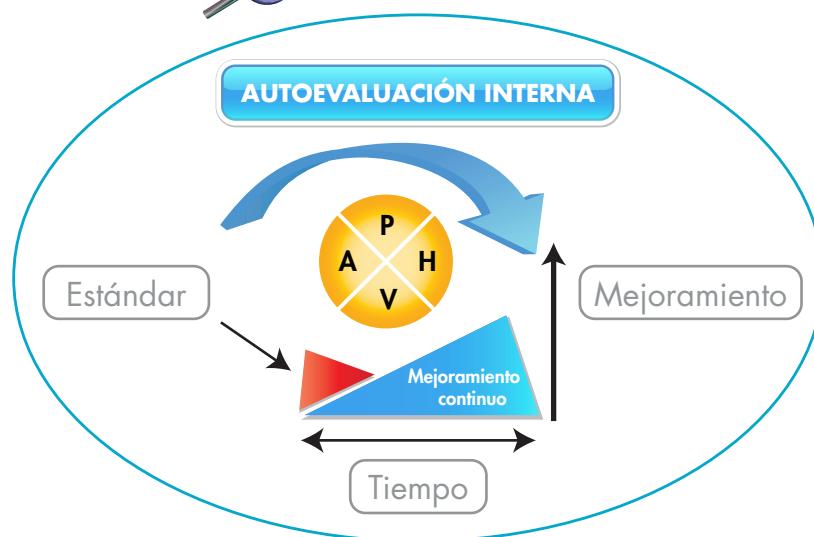 AUTOEVALUACIÓN INTERNA
P
A H
V
Estándar
Mejoramiento
Mejoramiento
continuo
Tiempo